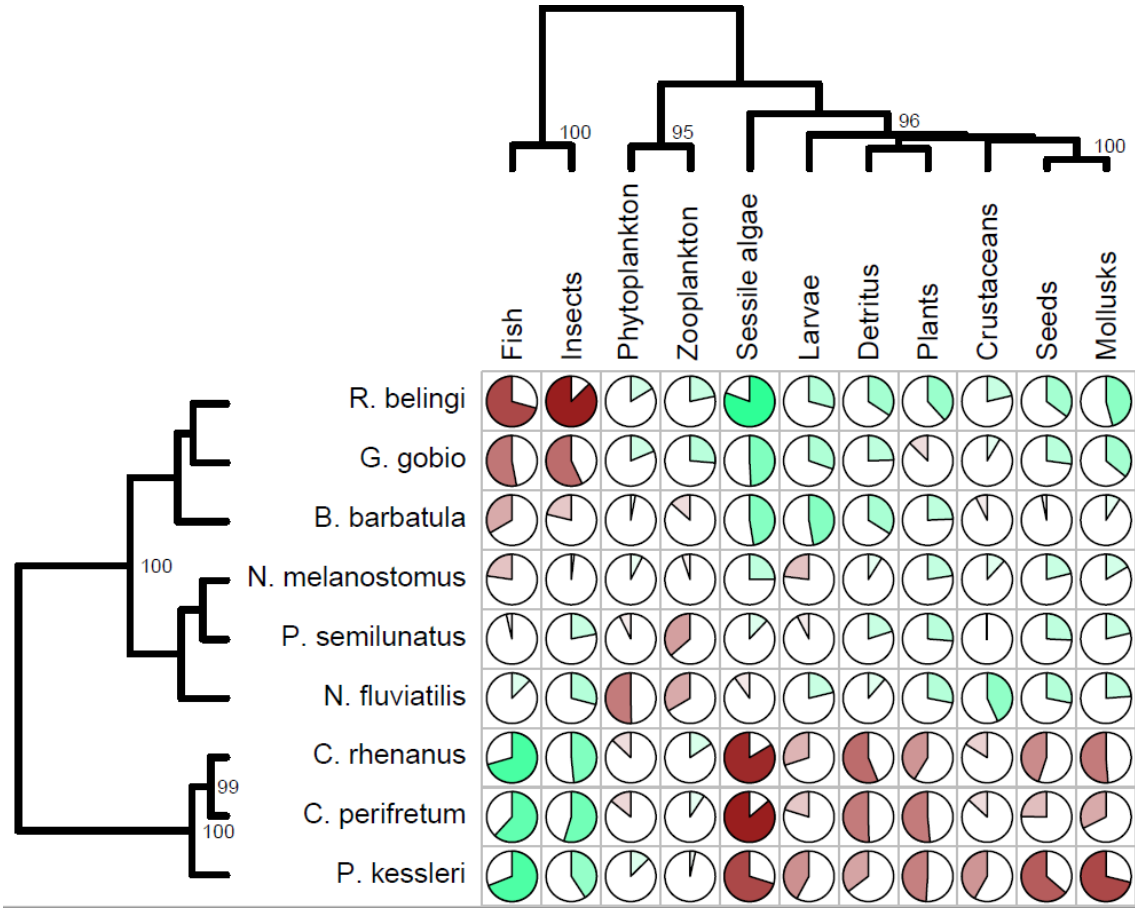 100
95
96
100
Fish
Insects
Phytoplankton
Zooplankton
Sessile algae
Larvae
Detritus
Plants
Crustaceans
Seeds
Mollusks
R. belingi
G. gobio
B. barbatula
100
N. melanostomus
P. semilunatus
N. fluviatilis
C. rhenanus
99
C. perifretum
100
P. kessleri